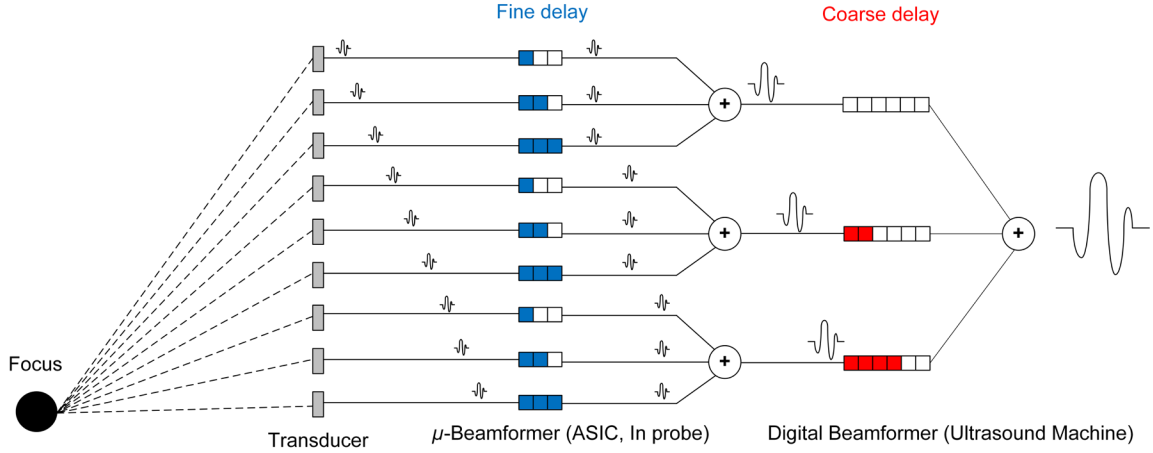 Fine delay
Coarse delay
+
+
+
+
Focus
Transducer
μ-Beamformer (ASIC, In probe)
Digital Beamformer (Ultrasound Machine)